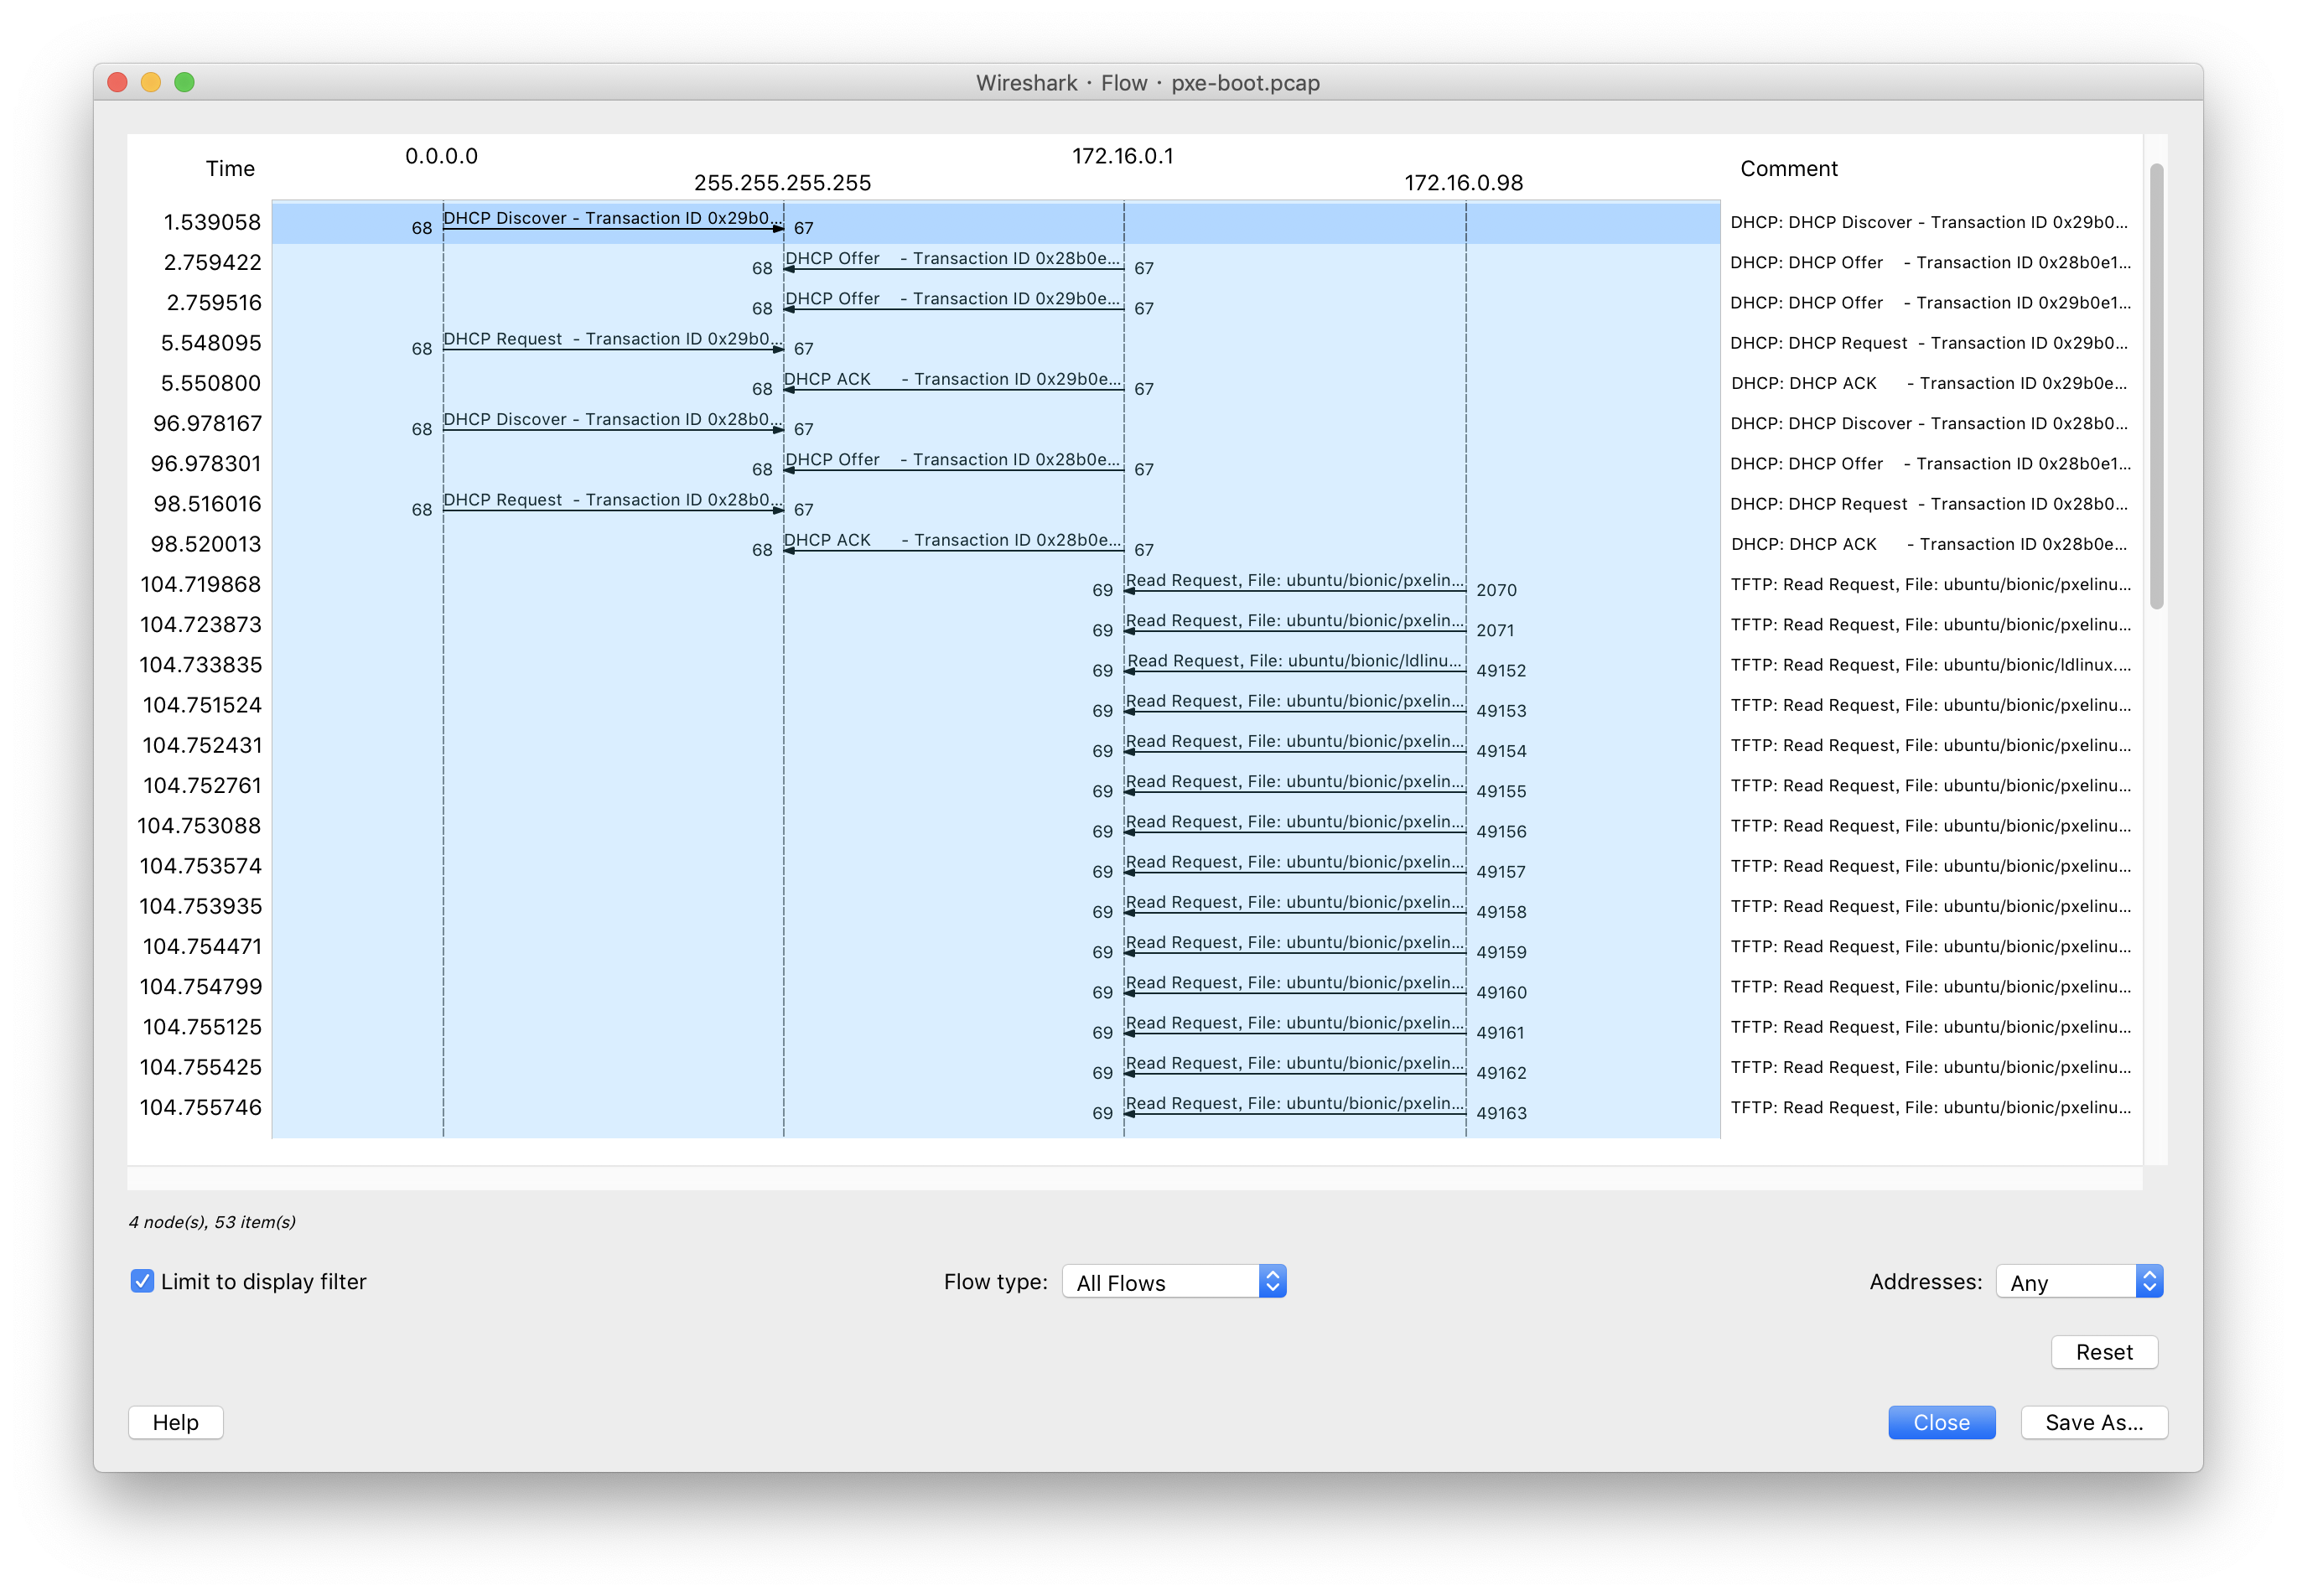 Wireshark · Flow · pxe-boot.pcap
Time 0.0.0.0 255.255.255.255 172.16.0.1 172.16.0.98 Comment
1.539058 68 DHCP Discover - Transaction ID 0x29b0... 67 DHCP: DHCP Discover - Transaction ID 0x29b0...
2.759422 68 DHCP Offer - Transaction ID 0x28b0e... 67 DHCP: DHCP Offer - Transaction ID 0x28b0e1...
2.759516 68 DHCP Offer - Transaction ID 0x29b0e... 67 DHCP: DHCP Offer - Transaction ID 0x29b0e1...
5.548095 68 DHCP Request - Transaction ID 0x29b0... 67 DHCP: DHCP Request - Transaction ID 0x29b0...
5.550800 68 DHCP ACK - Transaction ID 0x29b0e... 67 DHCP: DHCP ACK - Transaction ID 0x29b0e...
96.978167 68 DHCP Discover - Transaction ID 0x28b0... 67 DHCP: DHCP Discover - Transaction ID 0x28b0...
96.978301 68 DHCP Offer - Transaction ID 0x28b0e... 67 DHCP: DHCP Offer - Transaction ID 0x28b0e1...
98.516016 68 DHCP Request - Transaction ID 0x28b0... 67 DHCP: DHCP Request - Transaction ID 0x28b0...
98.520013 68 DHCP ACK - Transaction ID 0x28b0e... 67 DHCP: DHCP ACK - Transaction ID 0x28b0e...
104.719868 69 Read Request, File: ubuntu/bionic/pxelin... 2070 TFTP: Read Request, File: ubuntu/bionic/pxelinu...
104.723873 69 Read Request, File: ubuntu/bionic/pxelin... 2071 TFTP: Read Request, File: ubuntu/bionic/pxelinu...
104.733835 69 Read Request, File: ubuntu/bionic/ldlinu... 49152 TFTP: Read Request, File: ubuntu/bionic/ldlinux....
104.751524 69 Read Request, File: ubuntu/bionic/pxelin... 49153 TFTP: Read Request, File: ubuntu/bionic/pxelinu...
104.752431 69 Read Request, File: ubuntu/bionic/pxelin... 49154 TFTP: Read Request, File: ubuntu/bionic/pxelinu...
104.752761 69 Read Request, File: ubuntu/bionic/pxelin... 49155 TFTP: Read Request, File: ubuntu/bionic/pxelinu...
104.753088 69 Read Request, File: ubuntu/bionic/pxelin... 49156 TFTP: Read Request, File: ubuntu/bionic/pxelinu...
104.753574 69 Read Request, File: ubuntu/bionic/pxelin... 49157 TFTP: Read Request, File: ubuntu/bionic/pxelinu...
104.753935 69 Read Request, File: ubuntu/bionic/pxelin... 49158 TFTP: Read Request, File: ubuntu/bionic/pxelinu...
104.754471 69 Read Request, File: ubuntu/bionic/pxelin... 49159 TFTP: Read Request, File: ubuntu/bionic/pxelinu...
104.754799 69 Read Request, File: ubuntu/bionic/pxelin... 49160 TFTP: Read Request, File: ubuntu/bionic/pxelinu...
104.755125 69 Read Request, File: ubuntu/bionic/pxelin... 49161 TFTP: Read Request, File: ubuntu/bionic/pxelinu...
104.755425 69 Read Request, File: ubuntu/bionic/pxelin... 49162 TFTP: Read Request, File: ubuntu/bionic/pxelinu...
104.755746 69 Read Request, File: ubuntu/bionic/pxelin... 49163 TFTP: Read Request, File: ubuntu/bionic/pxelinu...
4 node(s), 53 item(s)
Limit to display filter Flow type: All Flows Addresses: Any
Reset
Help Close Save As...